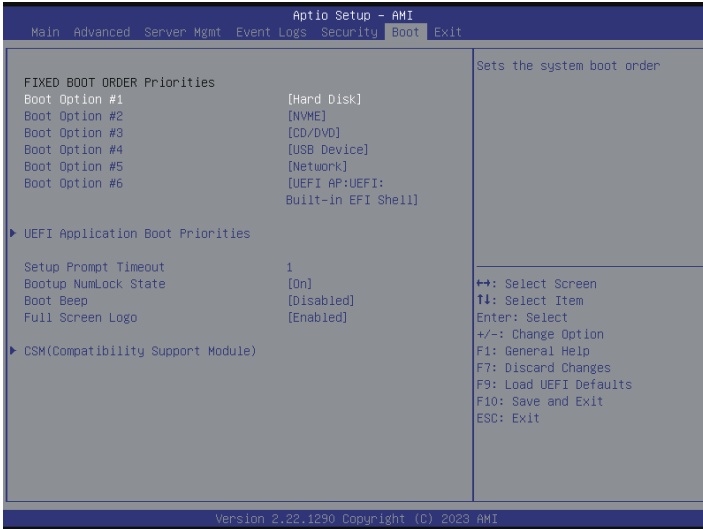 Aptio Setup – AMI
Main Advanced Server Mgmt Event Logs Security Boot Exit
FIXED BOOT ORDER Priorities
Boot Option #1 [Hard Disk]
Boot Option #2 [NVME]
Boot Option #3 [CD/DVD]
Boot Option #4 [USB Device]
Boot Option #5 [Network]
Boot Option #6 [UEFI AP:UEFI:
Built-in EFI Shell]
UEFI Application Boot Priorities
Setup Prompt Timeout 1
Bootup NumLock State [On]
Boot Beep [Disabled]
Full Screen Logo [Enabled]
CSM(Compatibility Support Module)
Sets the system boot order
↔: Select Screen
↑↓: Select Item
Enter: Select
+/-: Change Option
F1: General Help
F7: Discard Changes
F9: Load UEFI Defaults
F10: Save and Exit
ESC: Exit
Version 2.22.1290 Copyright (C) 2023 AMI